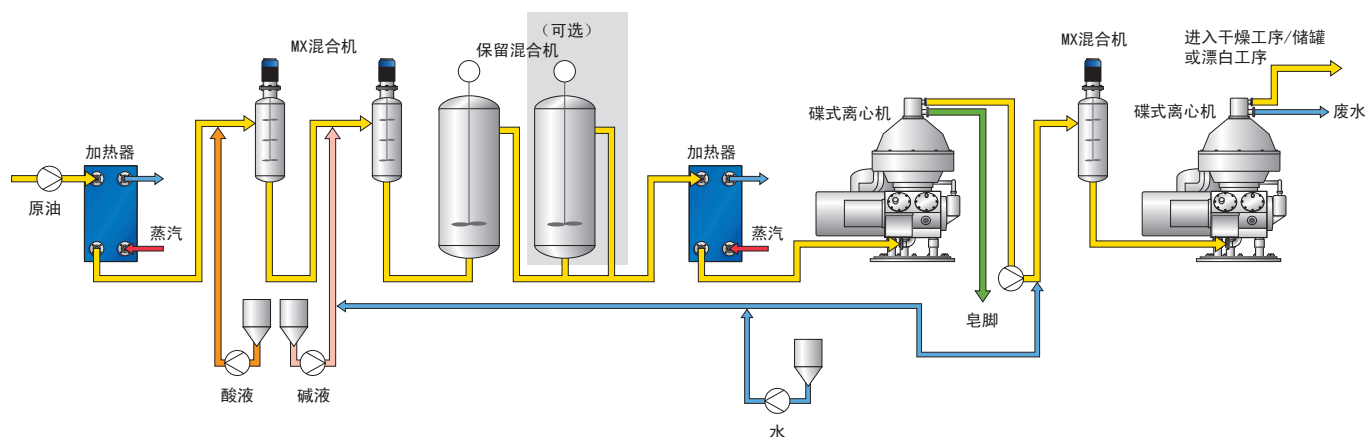 （可选）
MX混合机
保留混合机
MX混合机
进入干燥工序/储罐
或漂白工序
碟式离心机
碟式离心机
废水
加热器
加热器
原油
蒸汽
蒸汽
皂脚
酸液
碱液
水